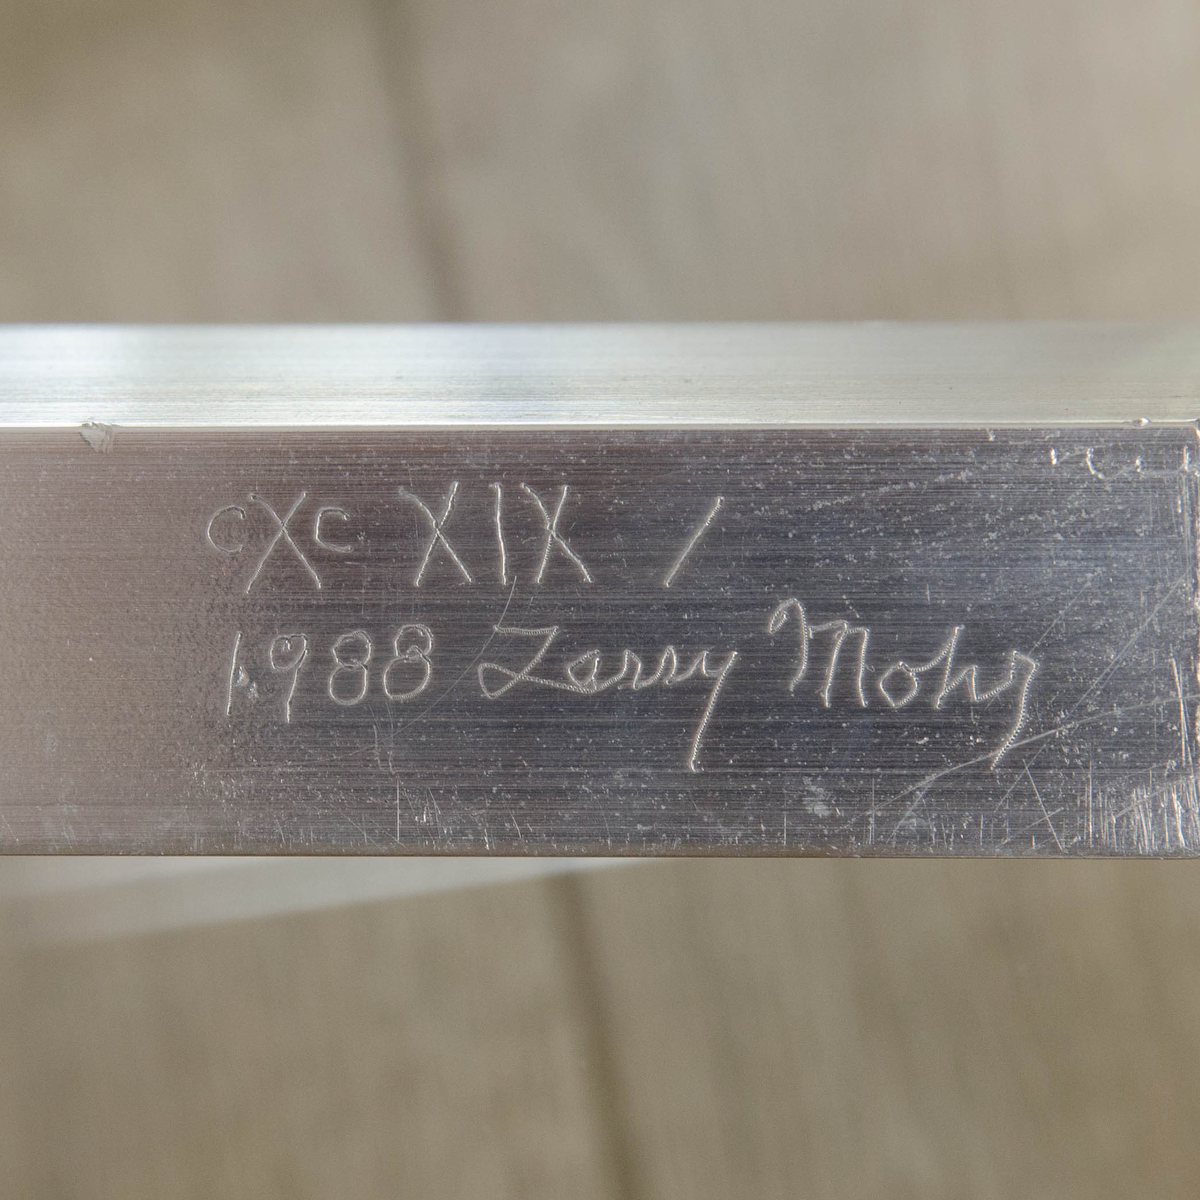 cXc XIX /
1988 Larry Mohr